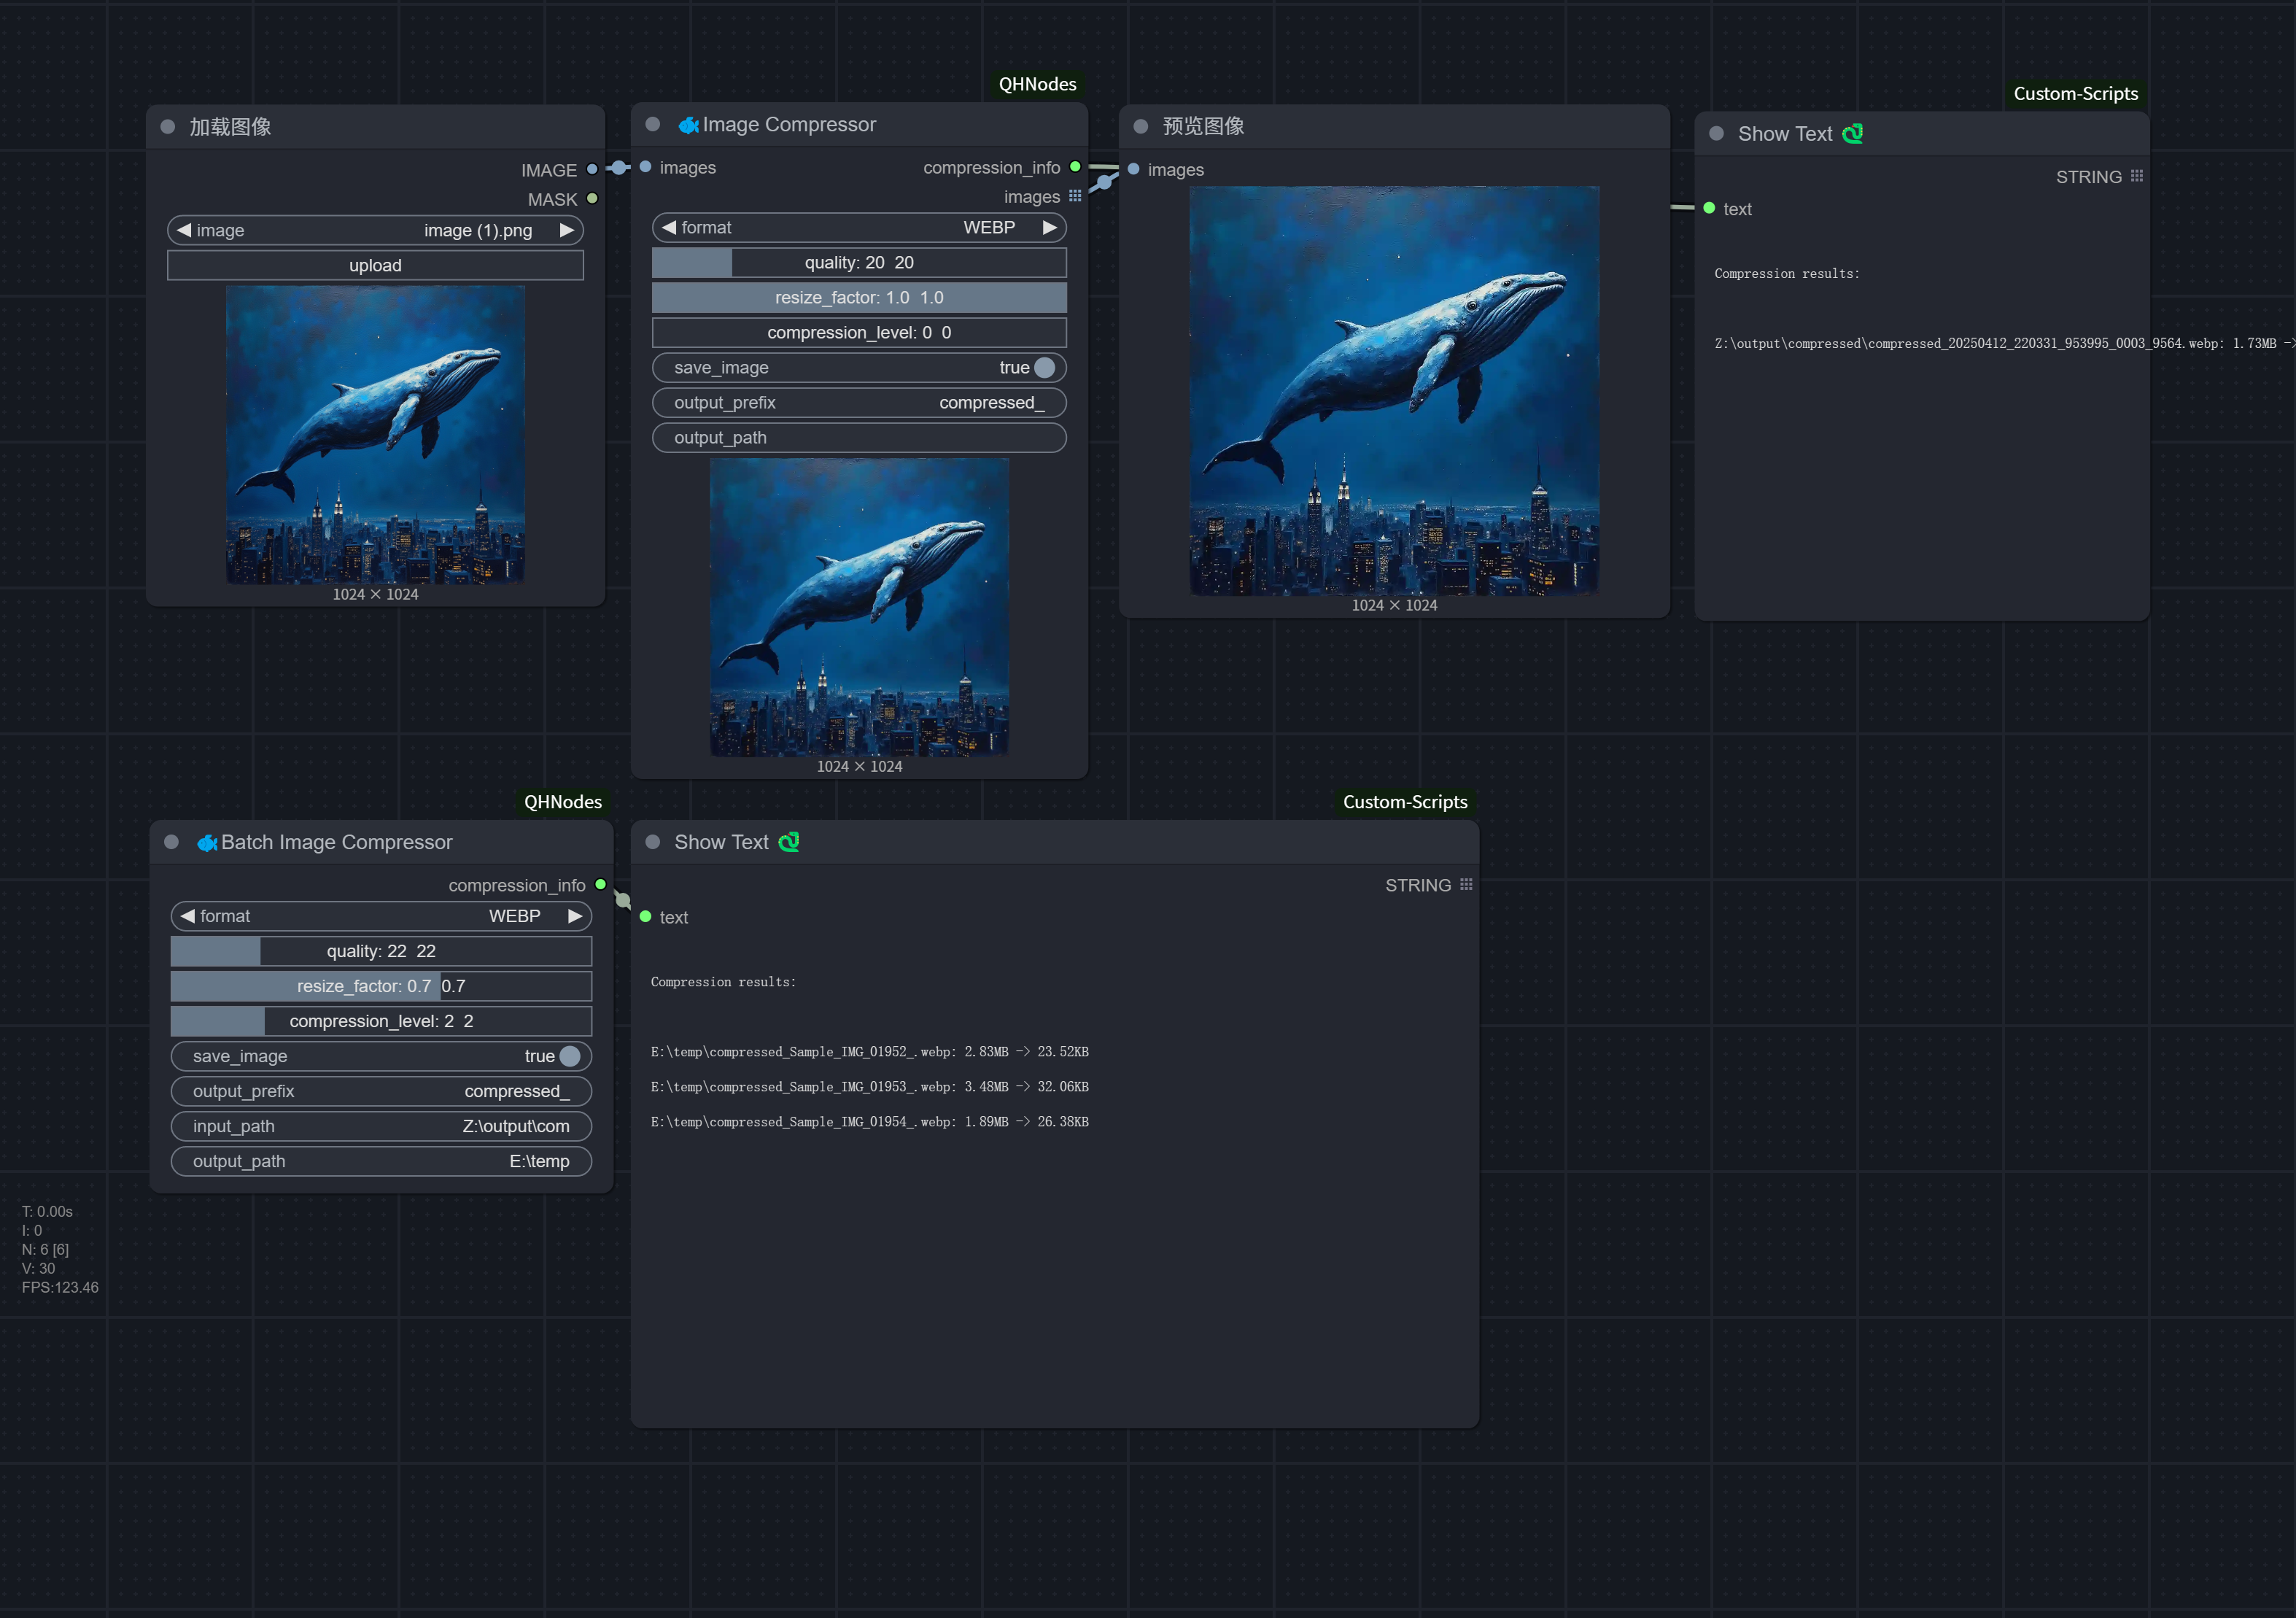 QHNodes
Custom-Scripts
加载图像
IMAGE
MASK
image image (1).png
upload
1024 × 1024
Image Compressor
images compression_info
images
format WEBP
quality: 20 20
resize_factor: 1.0 1.0
compression_level: 0 0
save_image true
output_prefix compressed_
output_path
1024 × 1024
预览图像
images
1024 × 1024
Show Text
STRING
text
Compression results:
Z:\output\compressed\compressed_20250412_220331_953995_0003_9564.webp: 1.73MB ->
QHNodes
Custom-Scripts
Batch Image Compressor
compression_info
format WEBP
quality: 22 22
resize_factor: 0.7 0.7
compression_level: 2 2
save_image true
output_prefix compressed_
input_path Z:\output\com
output_path E:\temp
Show Text
STRING
text
Compression results:
E:\temp\compressed_Sample_IMG_01952_.webp: 2.83MB -> 23.52KB
E:\temp\compressed_Sample_IMG_01953_.webp: 3.48MB -> 32.06KB
E:\temp\compressed_Sample_IMG_01954_.webp: 1.89MB -> 26.38KB
T: 0.00s
I: 0
N: 6 [6]
V: 30
FPS:123.46